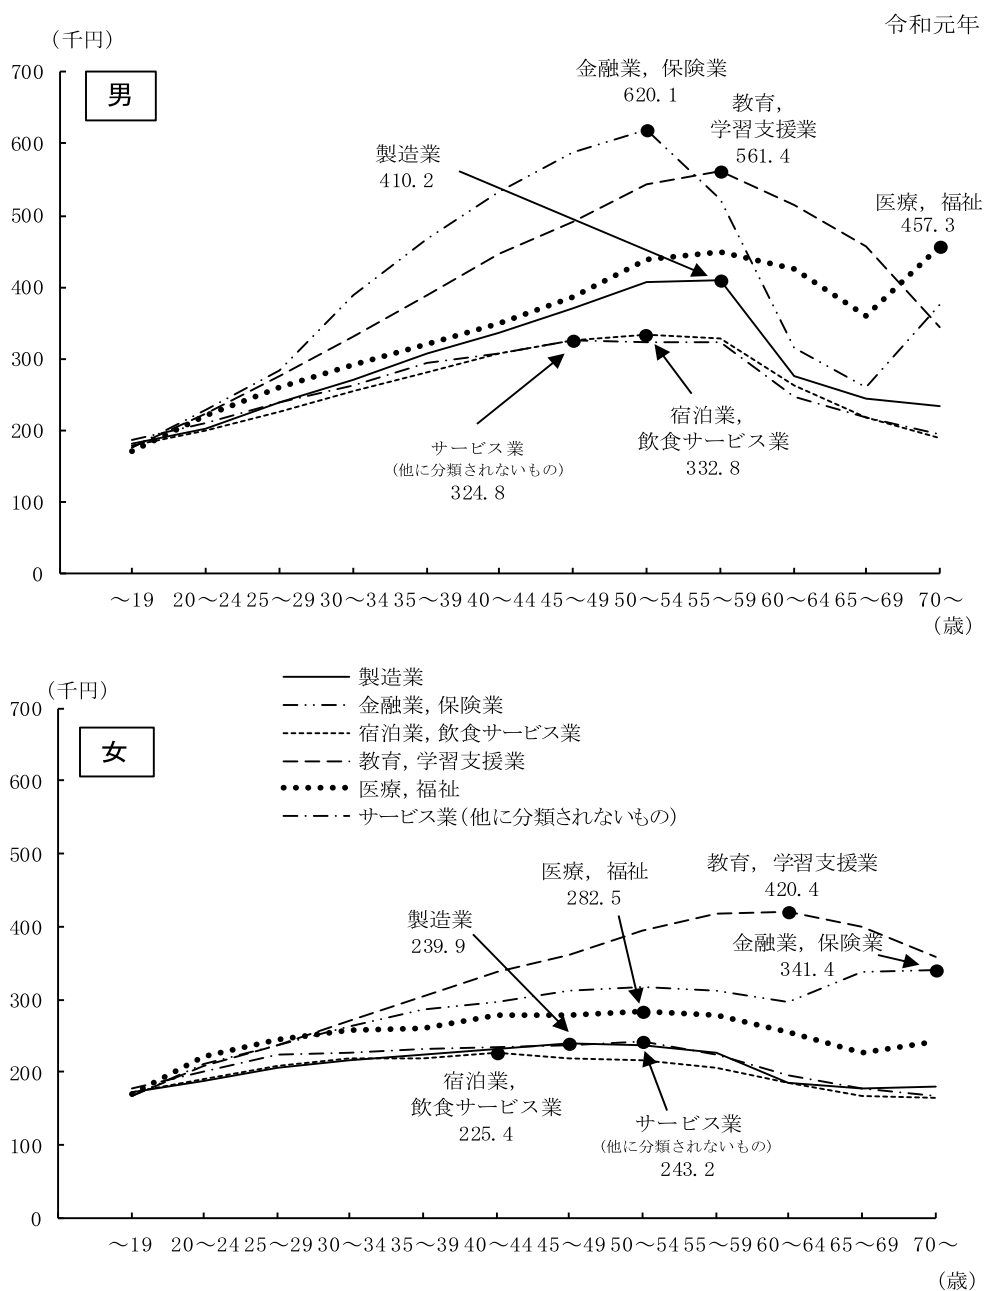 令和元年
(千円)
男
700
600
500
400
300
200
100
0
金融業，保険業
620.1
教育，
学習支援業
561.4
製造業
410.2
医療，福祉
457.3
サービス業
(他に分類されないもの)
324.8
宿泊業，
飲食サービス業
332.8
～19 20～24 25～29 30～34 35～39 40～44 45～49 50～54 55～59 60～64 65～69 70～
(歳)
(千円)
女
700
600
500
400
300
200
100
0
製造業
金融業，保険業
宿泊業，飲食サービス業
教育，学習支援業
医療，福祉
サービス業(他に分類されないもの)
医療，福祉
282.5
教育，学習支援業
420.4
製造業
239.9
金融業，保険業
341.4
宿泊業，
飲食サービス業
225.4
サービス業
(他に分類されないもの)
243.2
～19 20～24 25～29 30～34 35～39 40～44 45～49 50～54 55～59 60～64 65～69 70～
(歳)